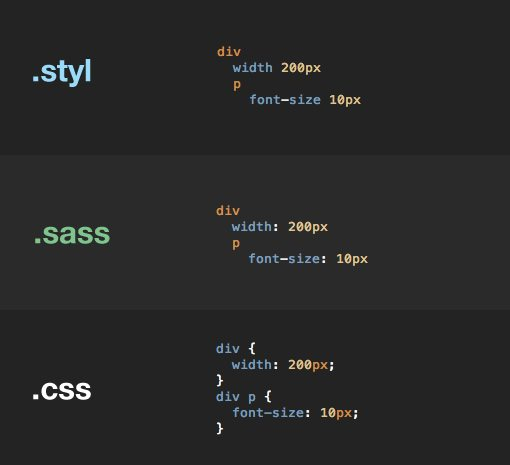 .styl
div
  width 200px
  p
    font-size 10px
.sass
div
  width: 200px
  p
    font-size: 10px
.css
div {
  width: 200px;
}
div p {
  font-size: 10px;
}